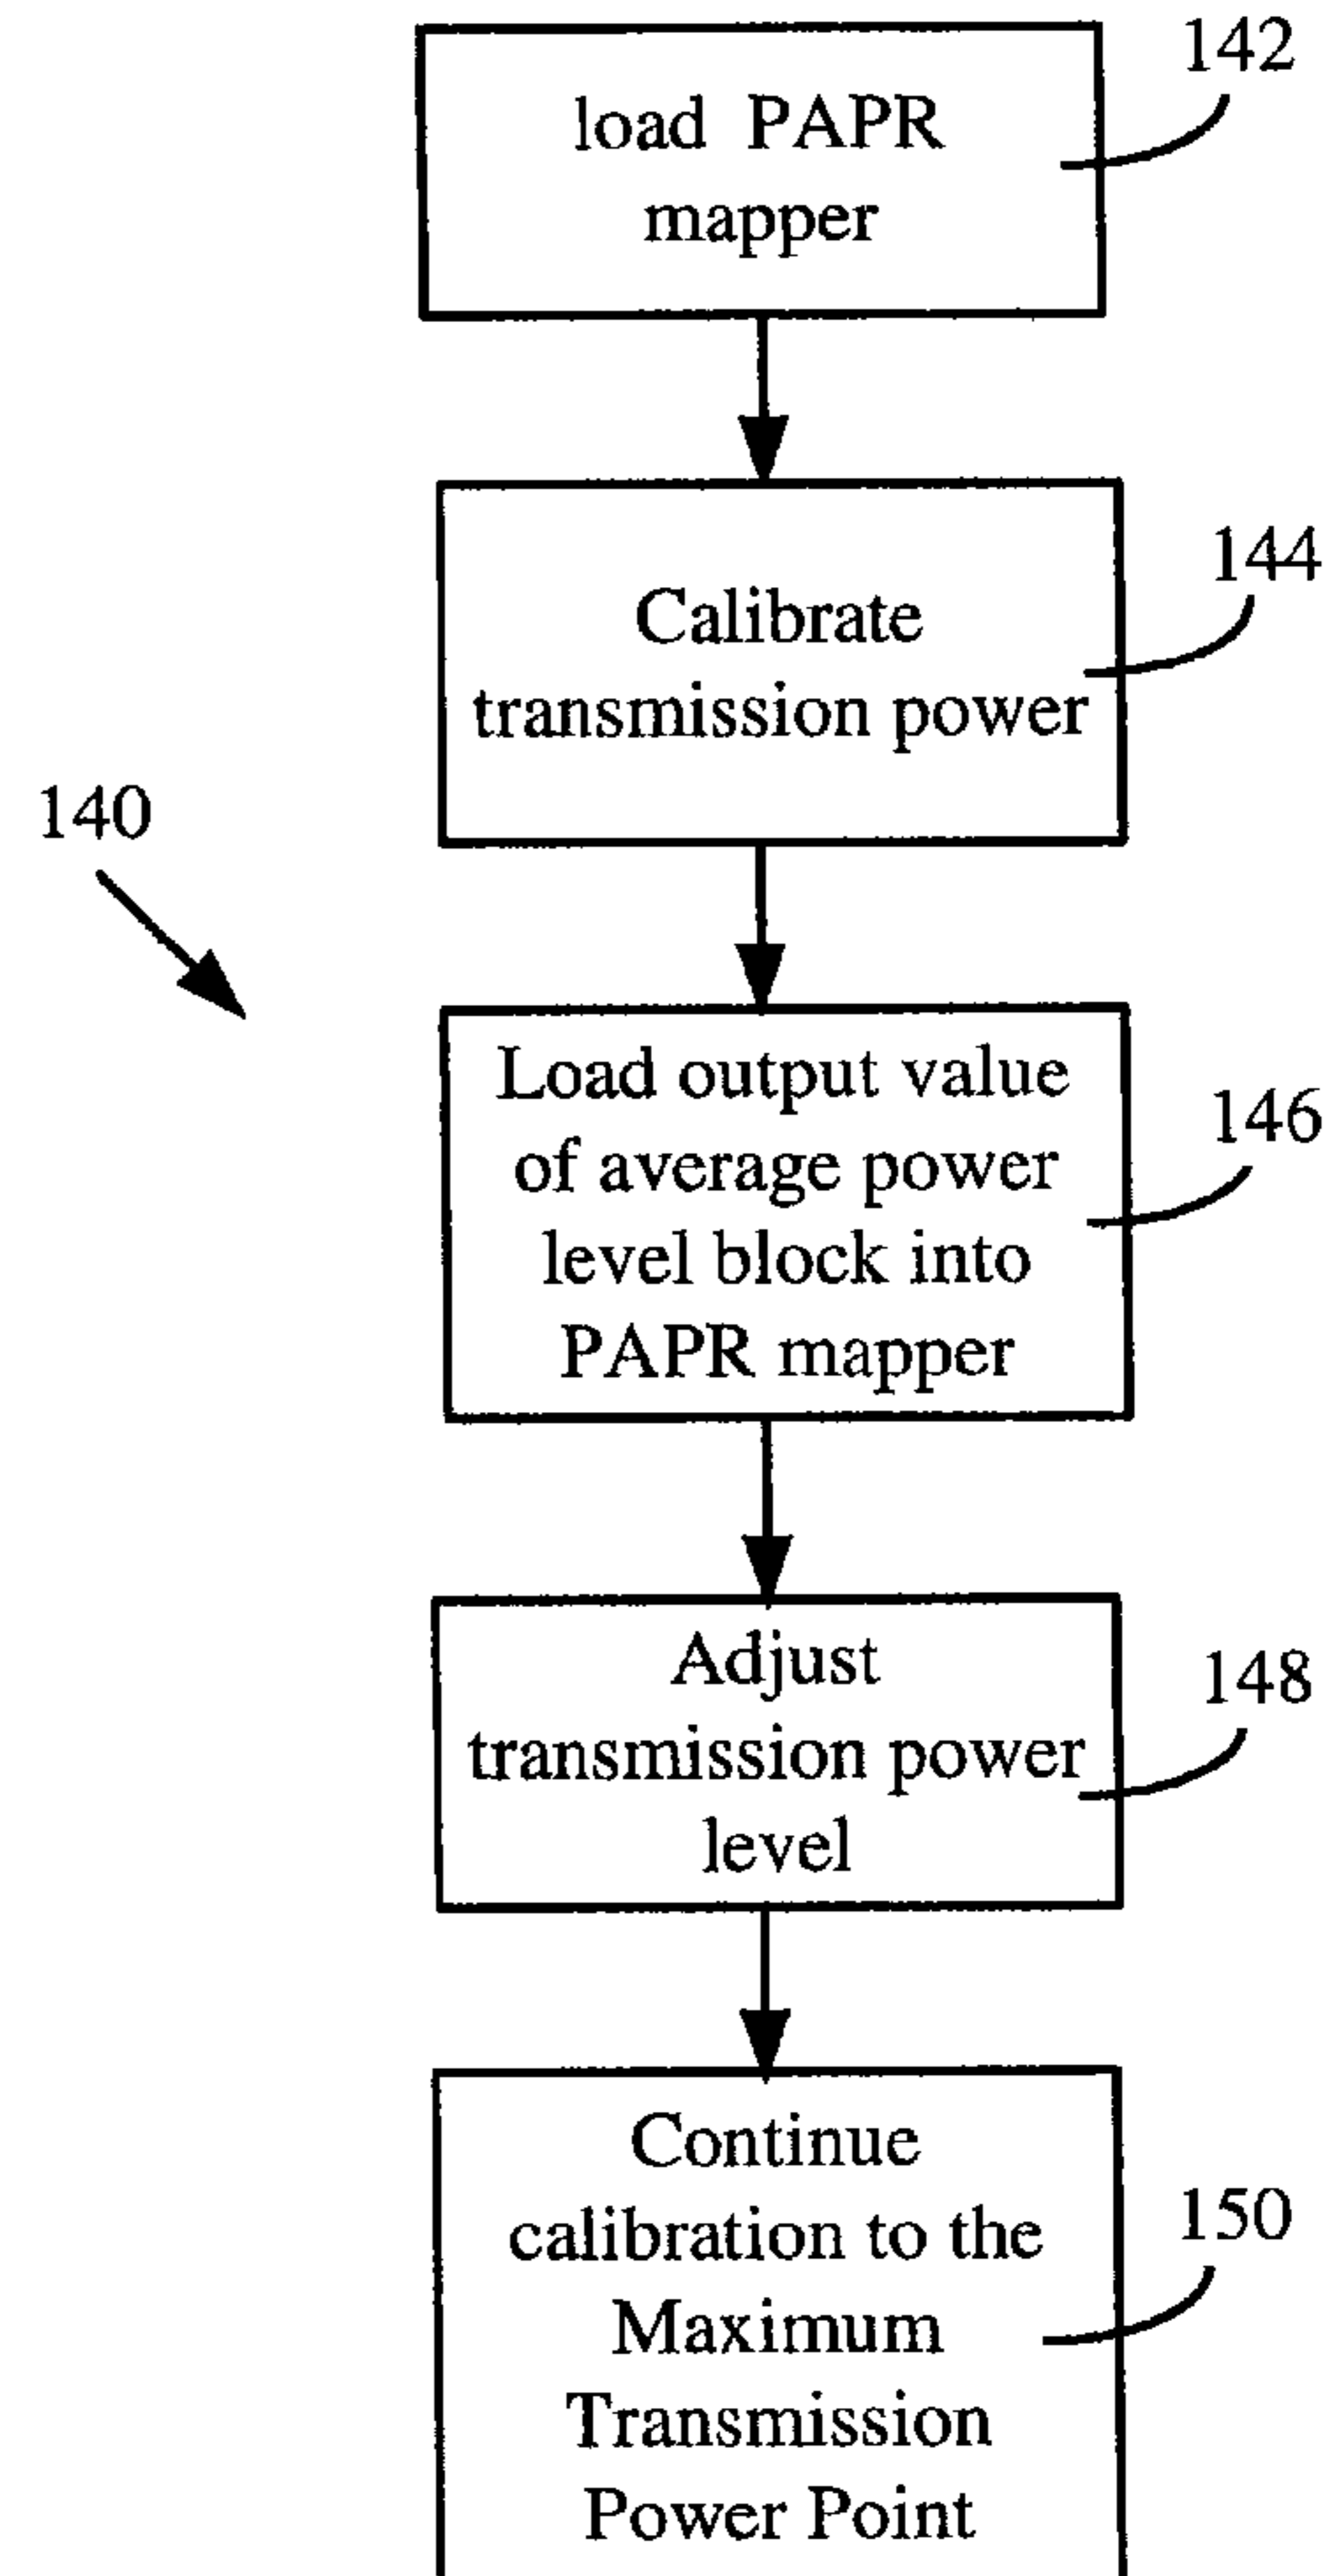 142
load PAPR
mapper
144
Calibrate
transmission power
140
Load output value
of average power
level block into
PAPR mapper
146
Adjust
transmission power
level
148
Continue
calibration to the
Maximum
Transmission
Power Point
150